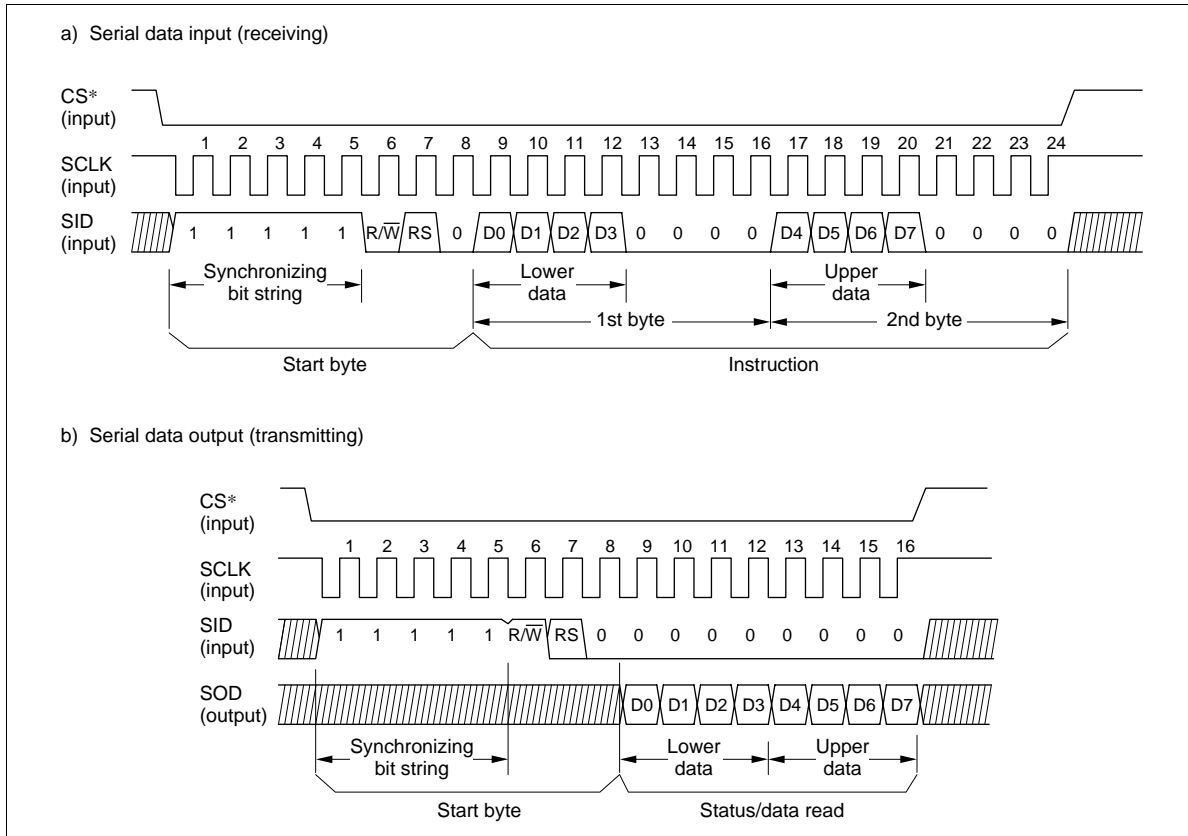 a) Serial data input (receiving)
CS*
(input)
1 2 3 4 5 6 7 8 9 10 11 12 13 14 15 16 17 18 19 20 21 22 23 24
SCLK
(input)
SID
(input)
1 1 1 1 1 R/W̅ RS 0 D0 D1 D2 D3 0 0 0 0 D4 D5 D6 D7 0 0 0 0
Synchronizing
bit string
Lower
data
Upper
data
1st byte
2nd byte
Start byte
Instruction
b) Serial data output (transmitting)
CS*
(input)
1 2 3 4 5 6 7 8 9 10 11 12 13 14 15 16
SCLK
(input)
SID
(input)
1 1 1 1 1 R/W̅ RS 0 0 0 0 0 0 0 0 0
SOD
(output)
D0 D1 D2 D3 D4 D5 D6 D7
Synchronizing
bit string
Lower
data
Upper
data
Start byte
Status/data read